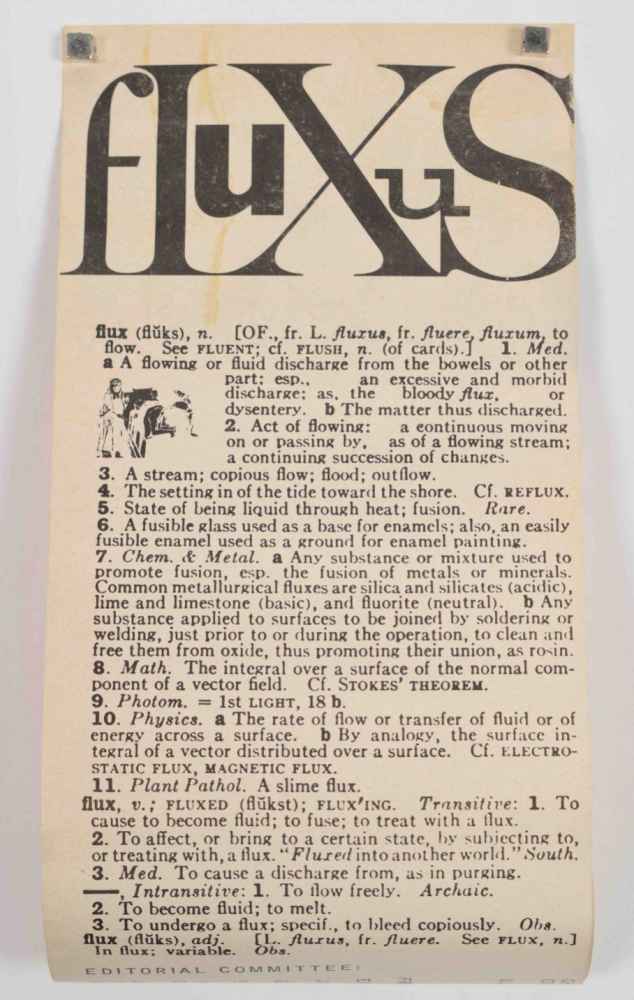 fluXuS
flux (flŭks), n. [OF., fr. L. fluxus, fr. fluere, fluxum, to
flow. See FLUENT; cf. FLUSH, n. (of cards).] 1. Med.
a A flowing or fluid discharge from the bowels or other
part: esp., an excessive and morbid
discharge; as, the bloody flux, or
dysentery. b The matter thus discharged.
2. Act of flowing: a continuous moving
on or passing by, as of a flowing stream;
a continuing succession of changes.
3. A stream; copious flow; flood; outflow.
4. The setting in of the tide toward the shore. Cf. REFLUX.
5. State of being liquid through heat; fusion. Rare.
6. A fusible glass used as a base for enamels; also, an easily
fusible enamel used as a ground for enamel painting.
7. Chem. & Metal. a Any substance or mixture used to
promote fusion, esp. the fusion of metals or minerals.
Common metallurgical fluxes are silica and silicates (acidic),
lime and limestone (basic), and fluorite (neutral). b Any
substance applied to surfaces to be joined by soldering or
welding, just prior to or during the operation, to clean and
free them from oxide, thus promoting their union, as rosin.
8. Math. The integral over a surface of the normal com-
ponent of a vector field. Cf. STOKES' THEOREM.
9. Photom. = 1st LIGHT, 18 b.
10. Physics. a The rate of flow or transfer of fluid or of
energy across a surface. b By analogy, the surface in-
tegral of a vector distributed over a surface. Cf. ELECTRO-
STATIC FLUX, MAGNETIC FLUX.
11. Plant Pathol. A slime flux.
flux, v.; FLUXED (flŭkst); FLUX'ING. Transitive: 1. To
cause to become fluid; to fuse; to treat with a flux.
2. To affect, or bring to a certain state, by subjecting to,
or treating with, a flux. "Fluxed into another world." South.
3. Med. To cause a discharge from, as in purging.
—, Intransitive: 1. To flow freely. Archaic.
2. To become fluid; to melt.
3. To undergo a flux; specif., to bleed copiously. Obs.
flux (flŭks), adj. [L. fluxus, fr. fluere. See FLUX, n.]
In flux; variable. Obs.
EDITORIAL COMMITTEE: